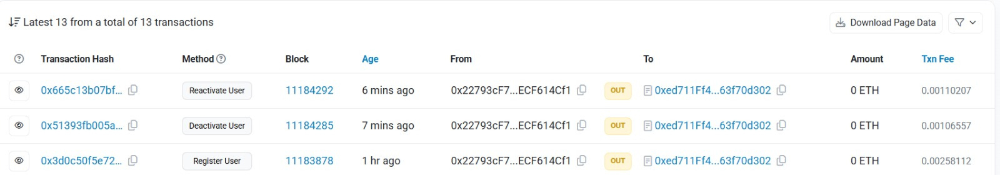 Latest 13 from a total of 13 transactions Download Page Data
Transaction Hash Method Block Age From To Amount Txn Fee
0x665c13b07bf... Reactivate User 11184292 6 mins ago 0x22793cF7...ECF614Cf1 OUT 0xed711Ff4...63f70d302 0 ETH 0.00110207
0x51393fb005a... Deactivate User 11184285 7 mins ago 0x22793cF7...ECF614Cf1 OUT 0xed711Ff4...63f70d302 0 ETH 0.00106557
0x3d0c50f5e72... Register User 11183878 1 hr ago 0x22793cF7...ECF614Cf1 OUT 0xed711Ff4...63f70d302 0 ETH 0.00258112